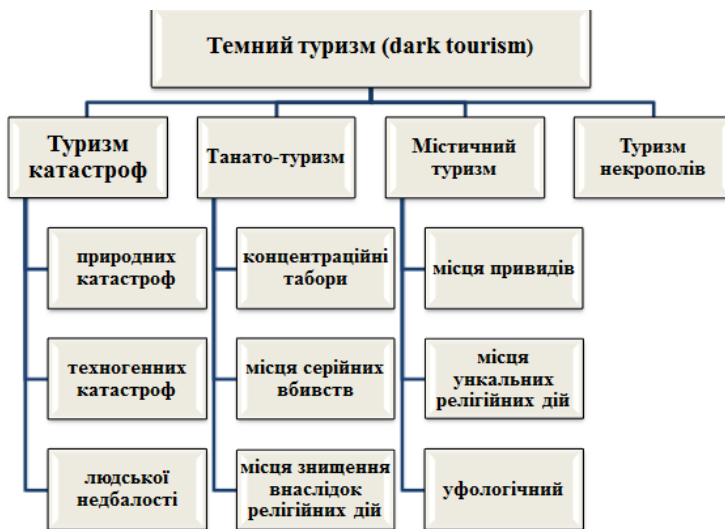 Темний туризм (dark tourism)
Туризм
катастроф
Танато-туризм
Містичний
туризм
Туризм
некрополів
природних
катастроф
концентраційні
табори
місця привидів
техногенних
катастроф
місця серійних
вбивств
місця
ункальних
релігійних дій
людської
недбалості
місця знищення
внаслідок
релігійних дій
уфологічний